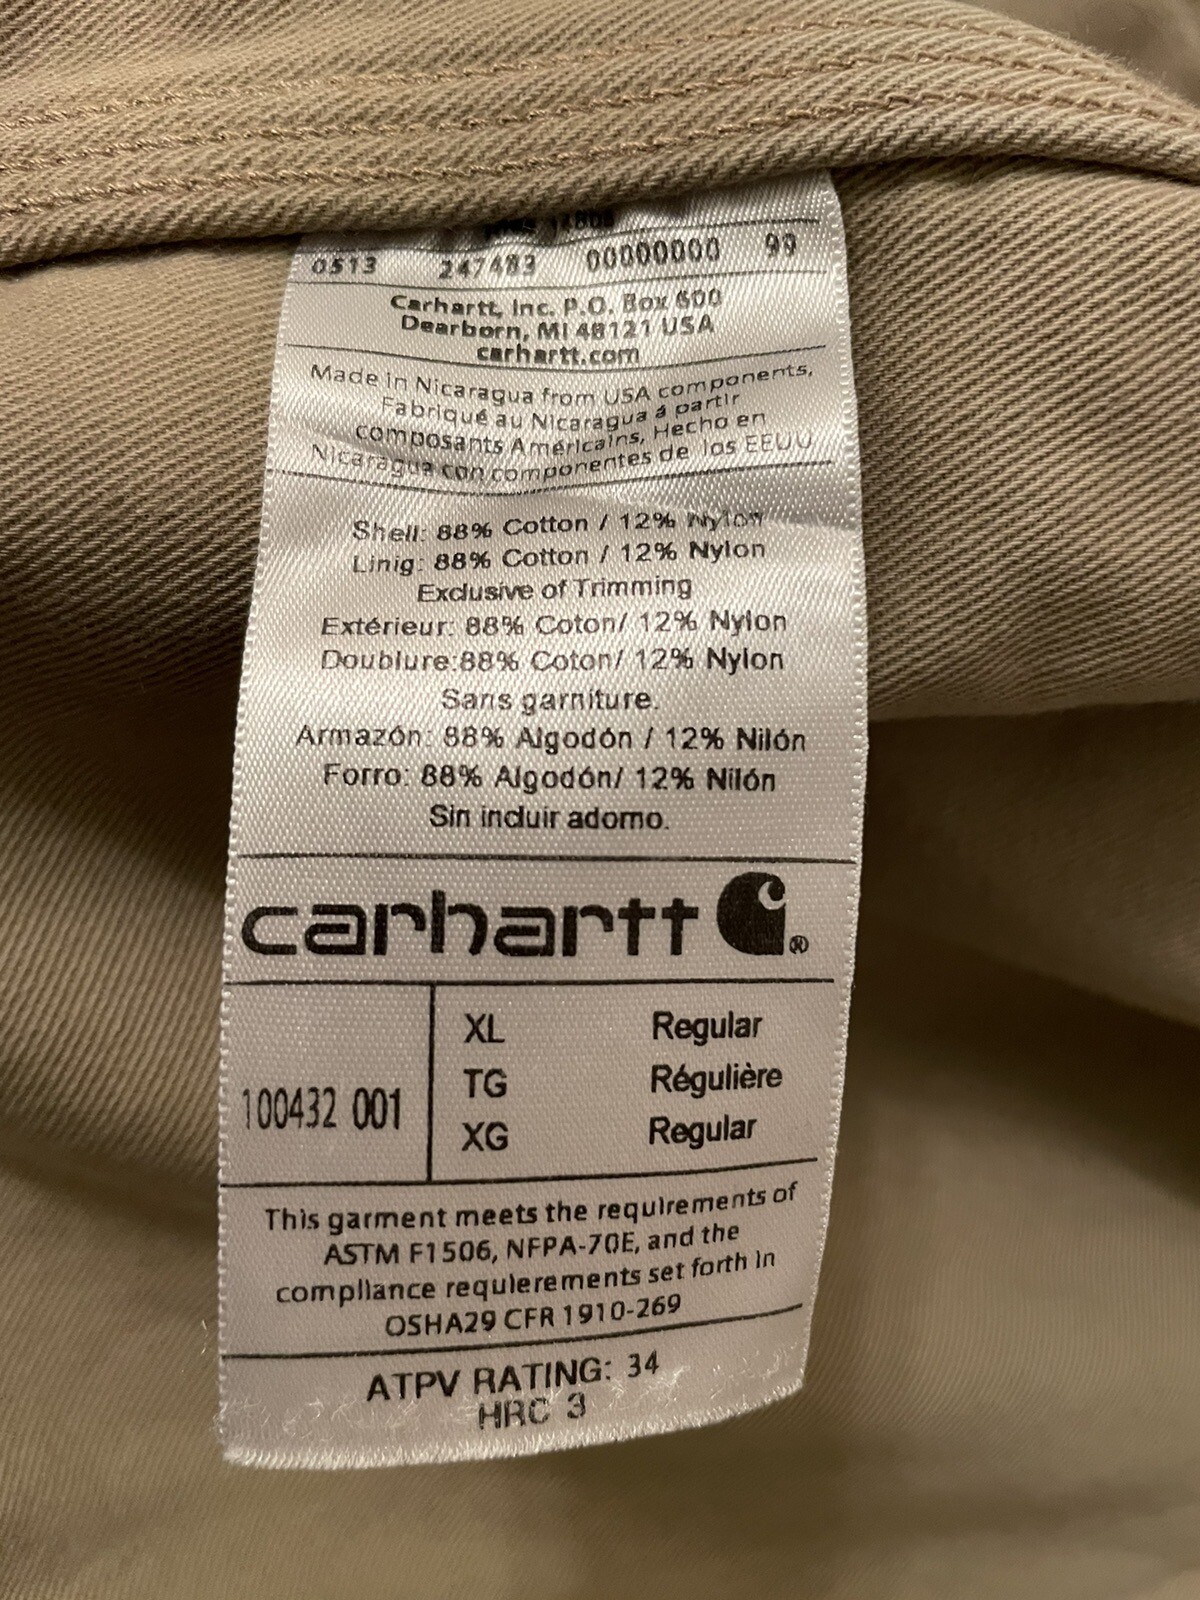 0513 247483 00000000 99
Carhartt, Inc. P.O. Box 600
Dearborn, MI 48121 USA
carhartt.com
Made in Nicaragua from USA components,
Fabriqué au Nicaragua á partir
composants Américains, Hecho en
Nicaragua con componentes de los EEUU
Shell: 88% Cotton / 12% Nylon
Linig: 88% Cotton / 12% Nylon
Exclusive of Trimming
Extérieur: 88% Coton/ 12% Nylon
Doublure:88% Coton/ 12% Nylon
Sans garniture.
Armazón: 88% Algodón / 12% Nilón
Forro: 88% Algodón/ 12% Nilón
Sin incluir adorno.
carhartt ®
100432 001
XL Regular
TG Régulière
XG Regular
This garment meets the requirements of
ASTM F1506, NFPA-70E, and the
compliance requierements set forth in
OSHA29 CFR 1910-269
ATPV RATING: 34
HRC 3